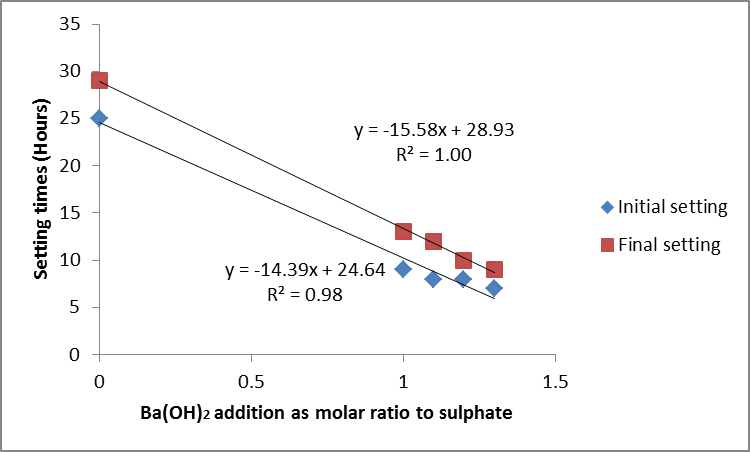 35
30
25
20
15
10
5
0
Setting times (Hours)
y = -15.58x + 28.93
R² = 1.00
y = -14.39x + 24.64
R² = 0.98
Initial setting
Final setting
0 0.5 1 1.5
Ba(OH)₂ addition as molar ratio to sulphate